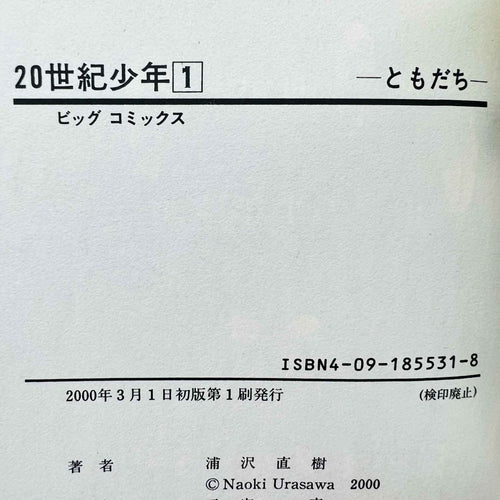 20世紀少年1 —ともだち—
ビッグ コミックス
ISBN4-09-185531-8
2000年3月1日初版第1刷発行 (検印廃止)
著者 浦沢直樹
©Naoki Urasawa 2000